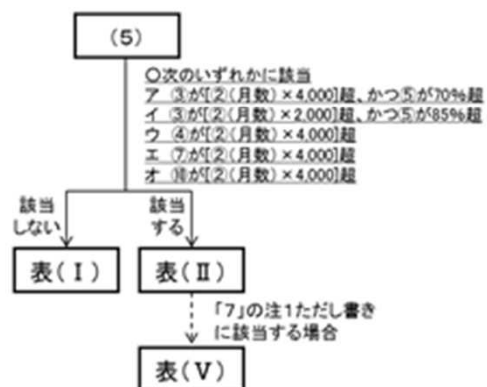 (5)
○次のいずれかに該当
ア ③が[②(月数)×4,000]超、かつ⑤が70%超
イ ③が[②(月数)×2,000]超、かつ⑤が85%超
ウ ④が[②(月数)×4,000]超
エ ⑦が[②(月数)×4,000]超
オ ⑩が[②(月数)×4,000]超
該当
しない
該当
する
表(Ⅰ)
表(Ⅱ)
「7」の注1ただし書き
に該当する場合
表(Ⅴ)